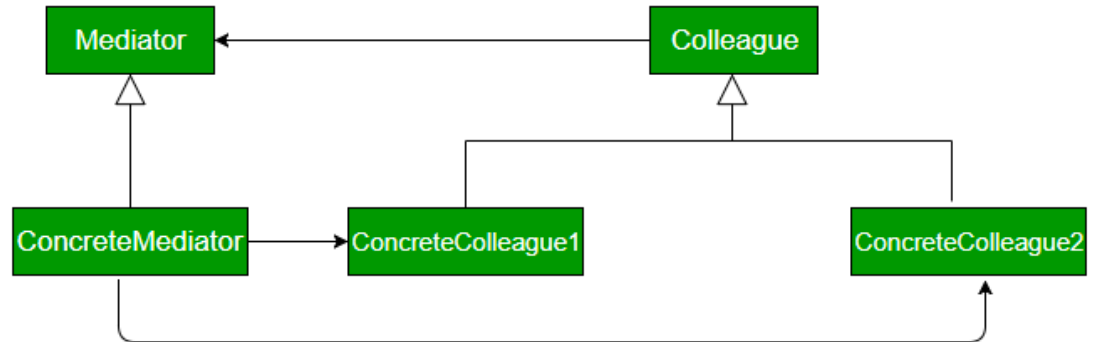 Mediator
Colleague
ConcreteMediator
ConcreteColleague1
ConcreteColleague2